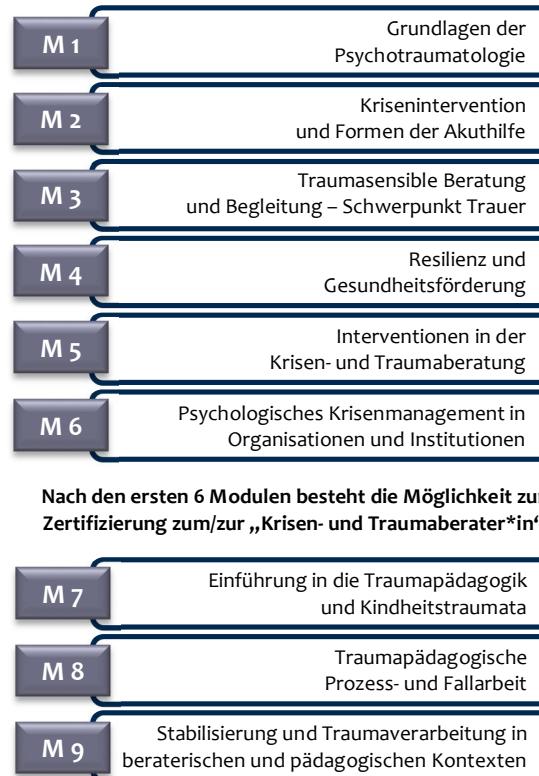 M 1
Grundlagen der
Psychotraumatologie
M 2
Krisenintervention
und Formen der Akuthilfe
M 3
Traumasensible Beratung
und Begleitung – Schwerpunkt Trauer
M 4
Resilienz und
Gesundheitsförderung
M 5
Interventionen in der
Krisen- und Traumaberatung
M 6
Psychologisches Krisenmanagement in
Organisationen und Institutionen
Nach den ersten 6 Modulen besteht die Möglichkeit zur
Zertifizierung zum/zur „Krisen- und Traumaberater*in“
M 7
Einführung in die Traumapädagogik
und Kindheitstraumata
M 8
Traumapädagogische
Prozess- und Fallarbeit
M 9
Stabilisierung und Traumaverarbeitung in
beraterischen und pädagogischen Kontexten